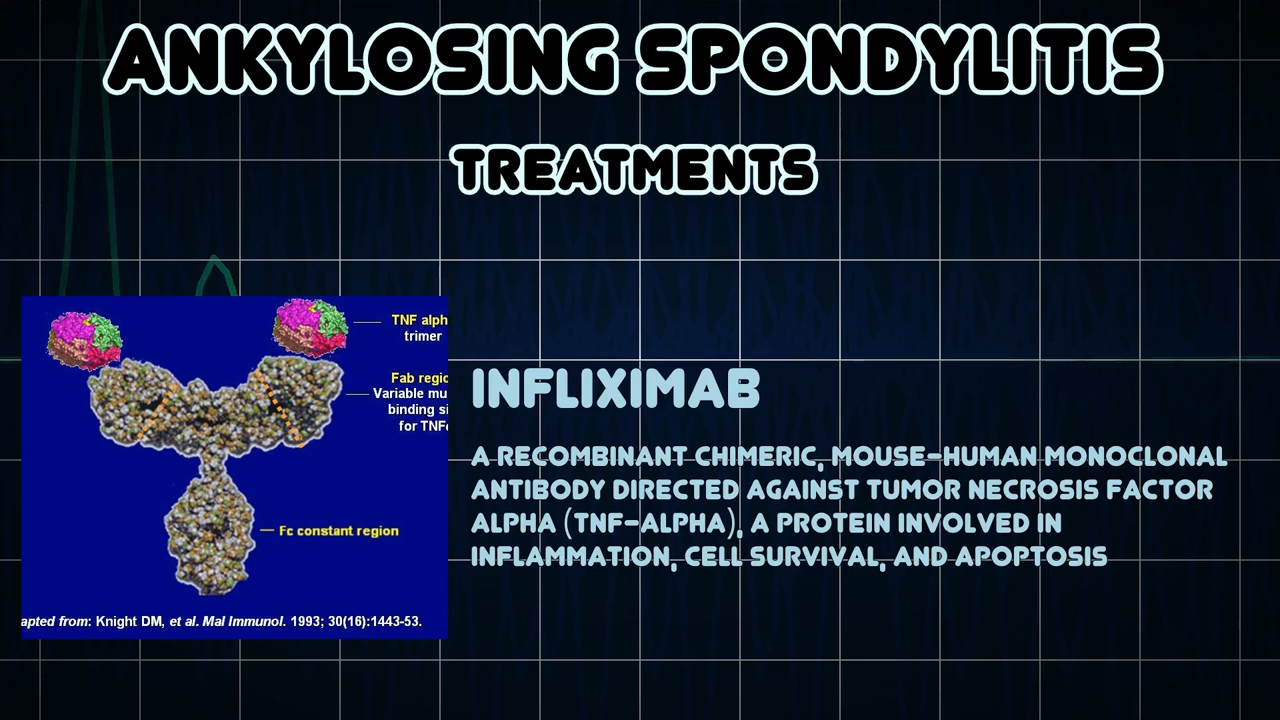 ANKYLOSING SPONDYLITIS
TREATMENTS
TNF alph
trimer
Fab regio
Variable mu
binding si
for TNF
Fc constant region
apted from: Knight DM, et al. Mal Immunol. 1993; 30(16):1443-53.
INFLIXIMAB
A RECOMBINANT CHIMERIC, MOUSE-HUMAN MONOCLONAL
ANTIBODY DIRECTED AGAINST TUMOR NECROSIS FACTOR
ALPHA (TNF-ALPHA), A PROTEIN INVOLVED IN
INFLAMMATION, CELL SURVIVAL, AND APOPTOSIS